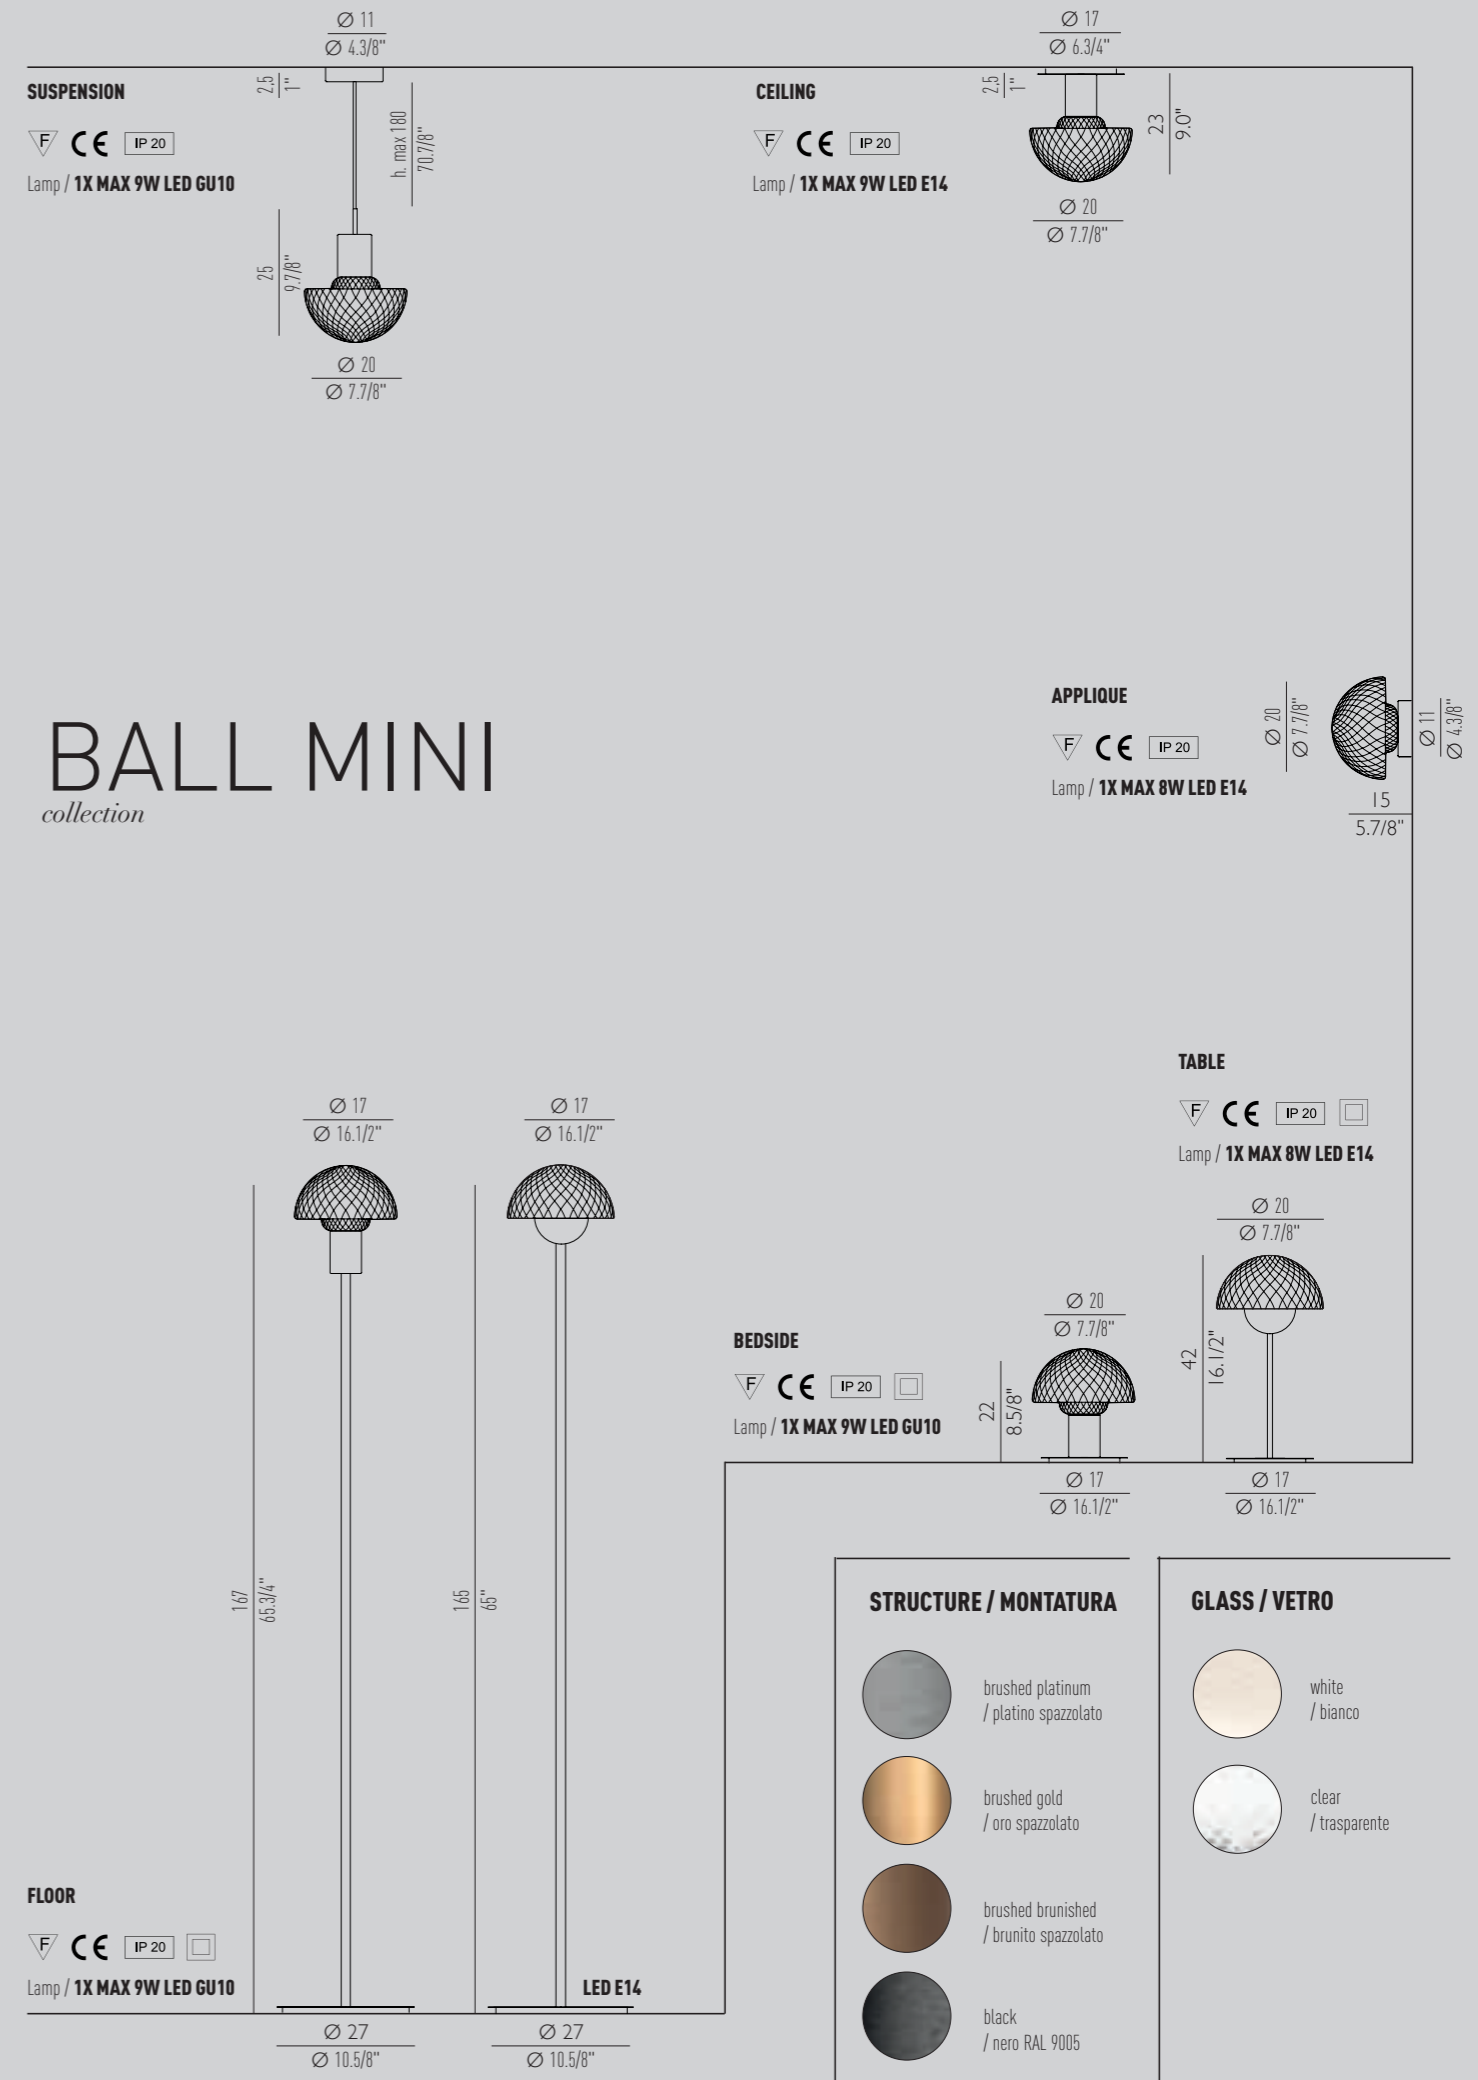 Ø 11
Ø 4.3/8"
Ø 17
Ø 6.3/4"
SUSPENSION
2.5
1"
F CE IP 20
h. max 180
70.7/8"
Lamp / 1X MAX 9W LED GU10
25
9.7/8"
Ø 20
Ø 7.7/8"
CEILING
2.5
1"
F CE IP 20
23
9.0"
Lamp / 1X MAX 9W LED E14
Ø 20
Ø 7.7/8"
BALL MINI
collection
APPLIQUE
F CE IP 20
Lamp / 1X MAX 8W LED E14
Ø 20
Ø 7.7/8"
Ø 11
Ø 4.3/8"
15
5.7/8"
TABLE
F CE IP 20
Lamp / 1X MAX 8W LED E14
Ø 20
Ø 7.7/8"
42
16.1/2"
Ø 17
Ø 16.1/2"
BEDSIDE
F CE IP 20
Lamp / 1X MAX 9W LED GU10
Ø 20
Ø 7.7/8"
22
8.5/8"
Ø 17
Ø 16.1/2"
Ø 17
Ø 16.1/2"
Ø 17
Ø 16.1/2"
167
65.3/4"
165
65"
FLOOR
F CE IP 20
Lamp / 1X MAX 9W LED GU10
LED E14
Ø 27
Ø 10.5/8"
Ø 27
Ø 10.5/8"
STRUCTURE / MONTATURA
brushed platinum
/ platino spazzolato
brushed gold
/ oro spazzolato
brushed brunished
/ brunito spazzolato
black
/ nero RAL 9005
GLASS / VETRO
white
/ bianco
clear
/ trasparente